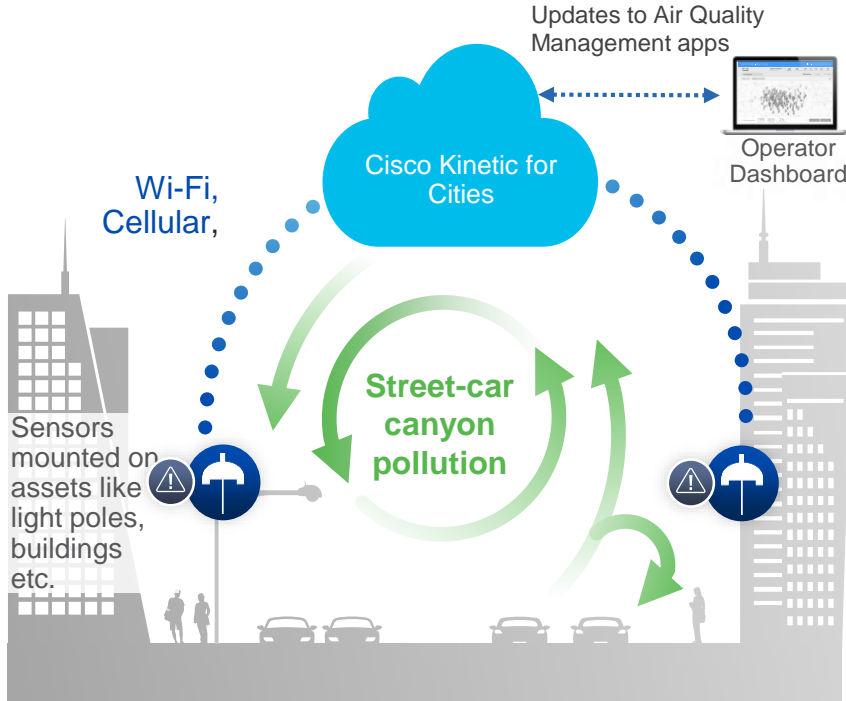 Updates to Air Quality
Management apps
Operator
Dashboard
Cisco Kinetic for
Cities
Wi-Fi,
Cellular,
Street-car
canyon
pollution
Sensors
mounted on
assets like
light poles,
buildings
etc.